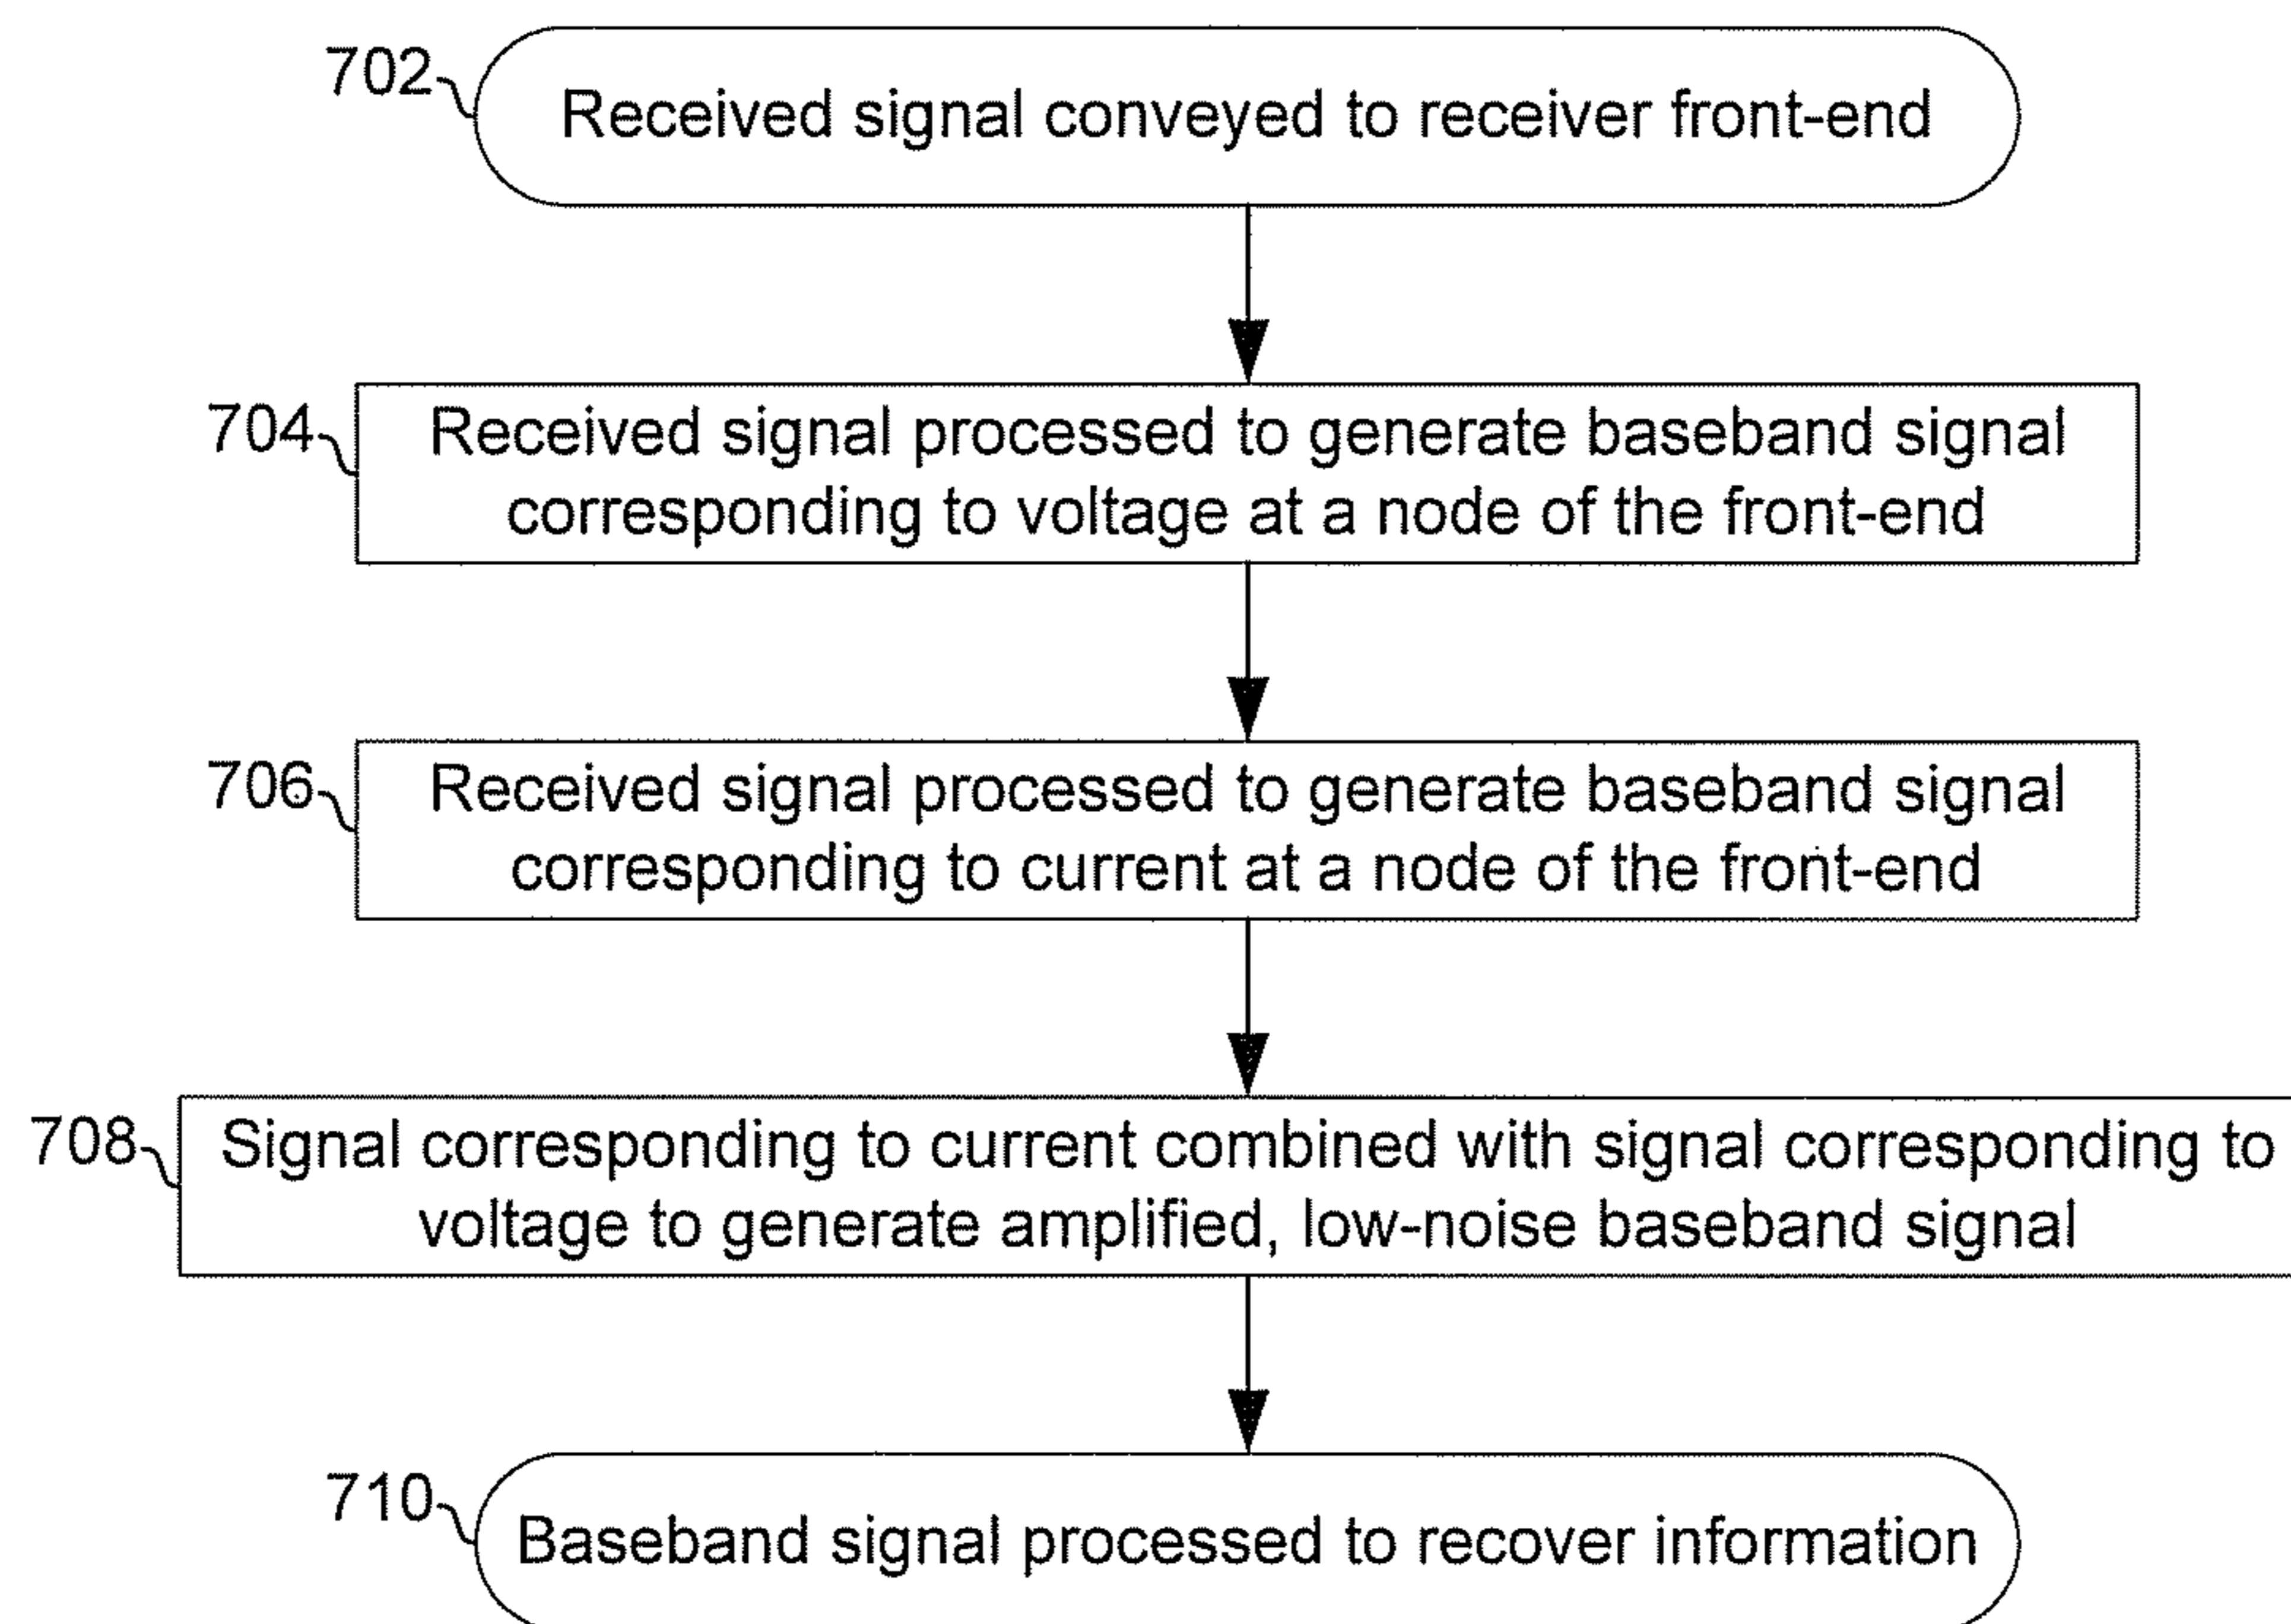 702
Received signal conveyed to receiver front-end
704
Received signal processed to generate baseband signal
corresponding to voltage at a node of the front-end
706
Received signal processed to generate baseband signal
corresponding to current at a node of the front-end
708
Signal corresponding to current combined with signal corresponding to
voltage to generate amplified, low-noise baseband signal
710
Baseband signal processed to recover information